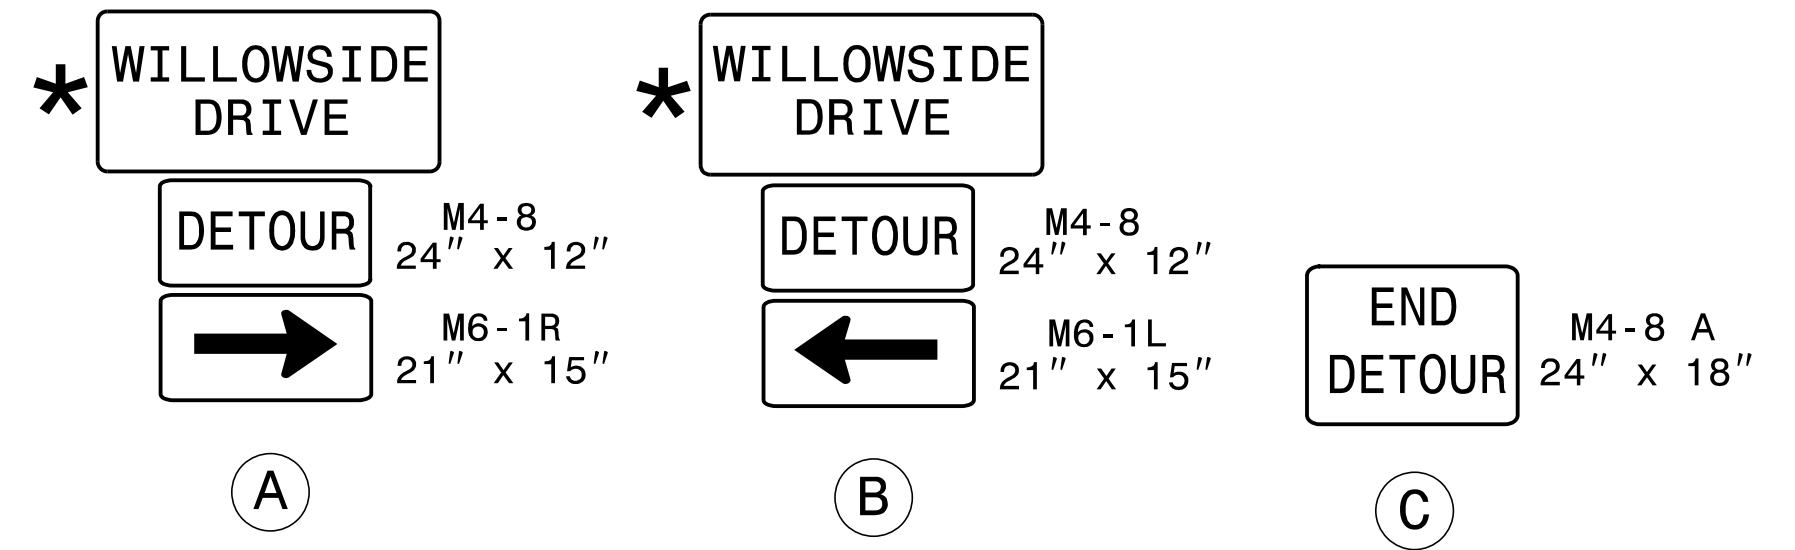 * WILLOWSIDE
DRIVE
DETOUR
M4-8
24" x 12"
M6-1R
21" x 15"
A
* WILLOWSIDE
DRIVE
DETOUR
M4-8
24" x 12"
M6-1L
21" x 15"
B
END
DETOUR
M4-8 A
24" x 18"
C